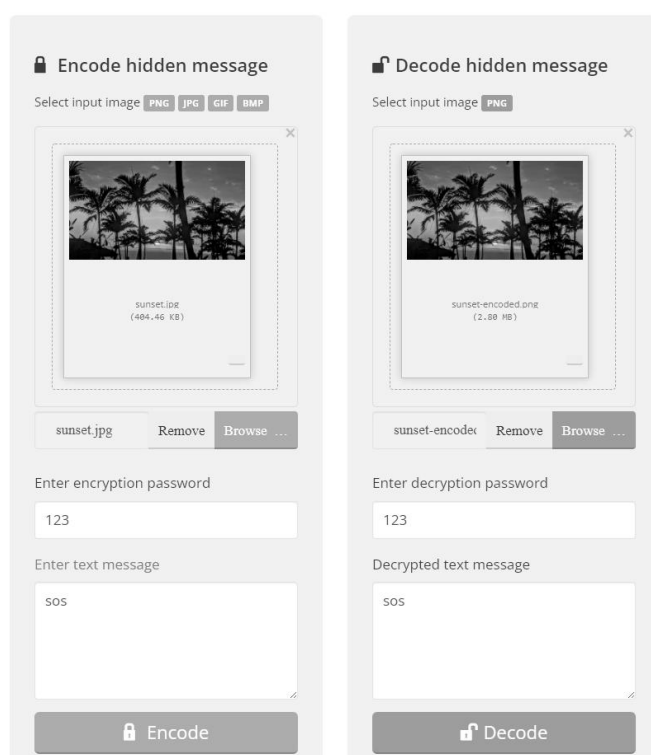 Encode hidden message
Select input image PNG JPG GIF BMP
×
sunset.jpg
(404.46 KB)
sunset.jpg Remove Browse ...
Enter encryption password
123
Enter text message
sos
Encode
Decode hidden message
Select input image PNG
×
sunset-encoded.png
(2.80 MB)
sunset-encodec Remove Browse ...
Enter decryption password
123
Decrypted text message
sos
Decode